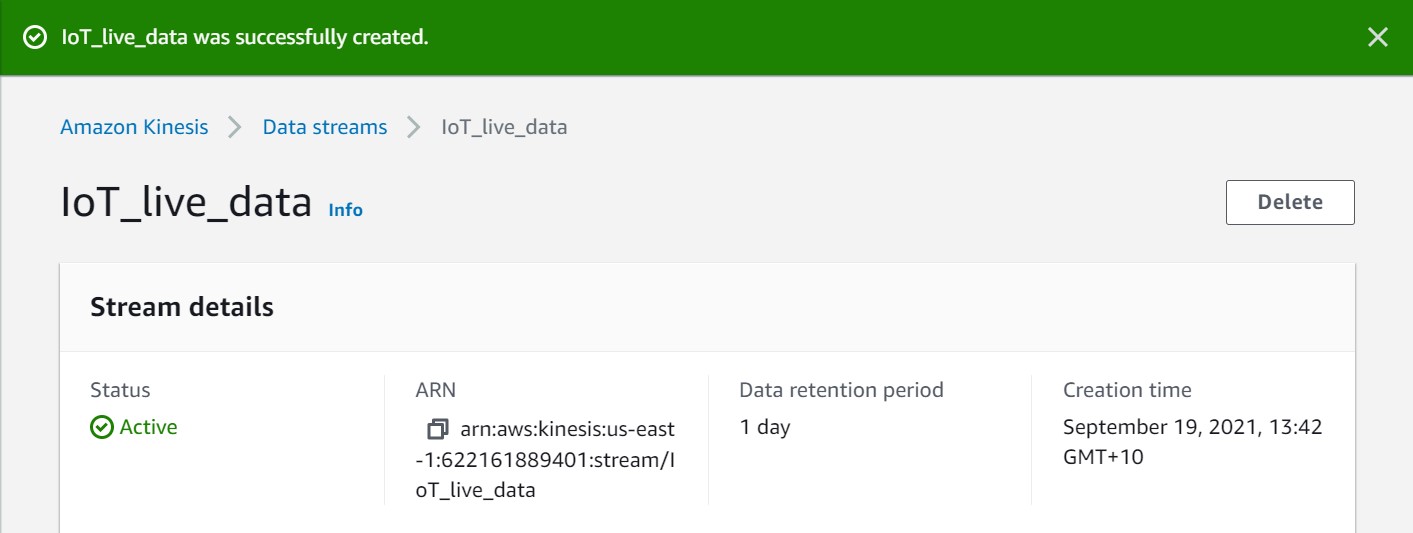 IoT_live_data was successfully created.
Amazon Kinesis
Data streams
IoT_live_data
IoT_live_data Info
Delete
Stream details
Status
Active
ARN
arn:aws:kinesis:us-east
-1:622161889401:stream/I
oT_live_data
Data retention period
1 day
Creation time
September 19, 2021, 13:42
GMT+10